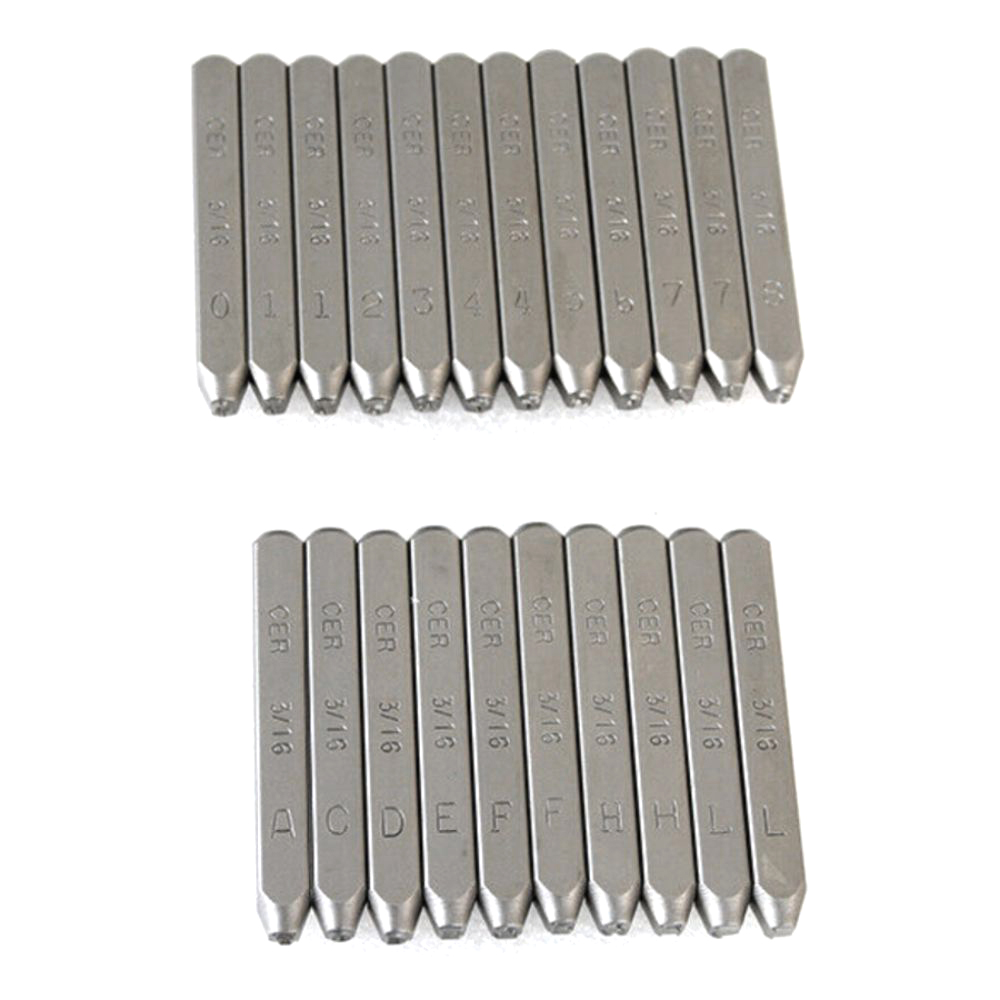 CER 3/16 0
CER 3/16 1
CER 3/16 1
CER 3/16 2
CER 3/16 3
CER 3/16 4
CER 3/16 4
CER 3/16 5
CER 3/16 6
CER 3/16 7
CER 3/16 7
CER 3/16 8
CER 3/16 A
CER 3/16 C
CER 3/16 D
CER 3/16 E
CER 3/16 F
CER 3/16 F
CER 3/16 H
CER 3/16 H
CER 3/16 L
CER 3/16 L